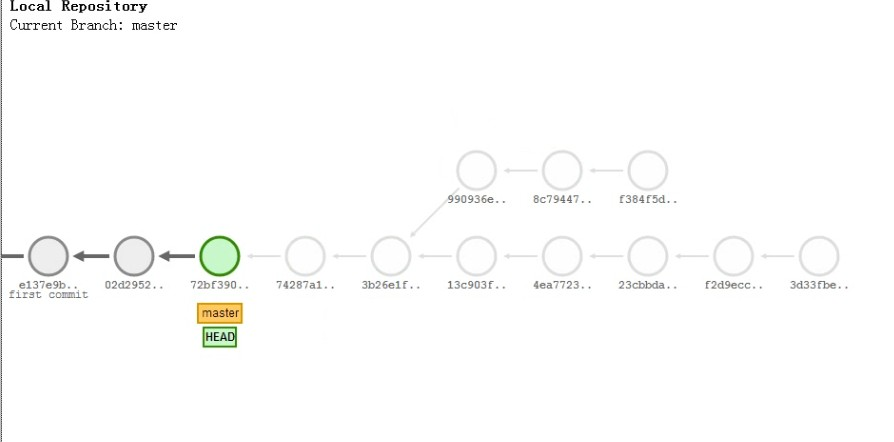 Local Repository
Current Branch: master
990936e..
8c79447..
f384f5d..
e137e9b..
first commit
02d2952..
72bf390..
74287a1..
3b26e1f..
13c903f..
4ea7723..
23cbbda..
f2d9ecc..
3d33fbe..
master
HEAD